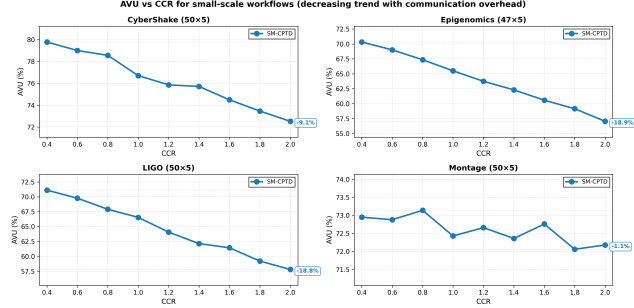 AVU vs CCR for small-scale workflows (decreasing trend with communication overhead)
CyberShake (50×5)
AVU (%)
80
78
76
74
72
SM-CPTD
-9.1%
0.4 0.6 0.8 1.0 1.2 1.4 1.6 1.8 2.0
CCR
Epigenomics (47×5)
AVU (%)
72.5
70.0
67.5
65.0
62.5
60.0
57.5
55.0
SM-CPTD
-18.9%
0.4 0.6 0.8 1.0 1.2 1.4 1.6 1.8 2.0
CCR
LIGO (50×5)
AVU (%)
72.5
70.0
67.5
65.0
62.5
60.0
57.5
SM-CPTD
-18.8%
0.4 0.6 0.8 1.0 1.2 1.4 1.6 1.8 2.0
CCR
Montage (50×5)
AVU (%)
74.0
73.5
73.0
72.5
72.0
71.5
SM-CPTD
-1.1%
0.4 0.6 0.8 1.0 1.2 1.4 1.6 1.8 2.0
CCR